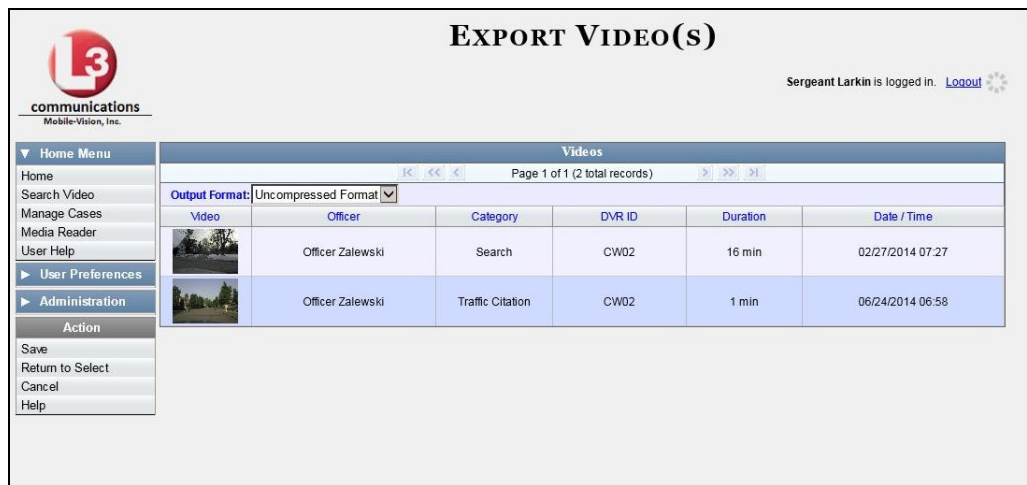 EXPORT VIDEO(S)
L3
communications
Mobile-Vision, Inc.
Sergeant Larkin is logged in. Logout
▼ Home Menu
Home
Search Video
Manage Cases
Media Reader
User Help
▶ User Preferences
▶ Administration
Action
Save
Return to Select
Cancel
Help
Videos
Page 1 of 1 (2 total records)
Output Format: Uncompressed Format
Video Officer Category DVR ID Duration Date / Time
Officer Zalewski Search CW02 16 min 02/27/2014 07:27
Officer Zalewski Traffic Citation CW02 1 min 06/24/2014 06:58